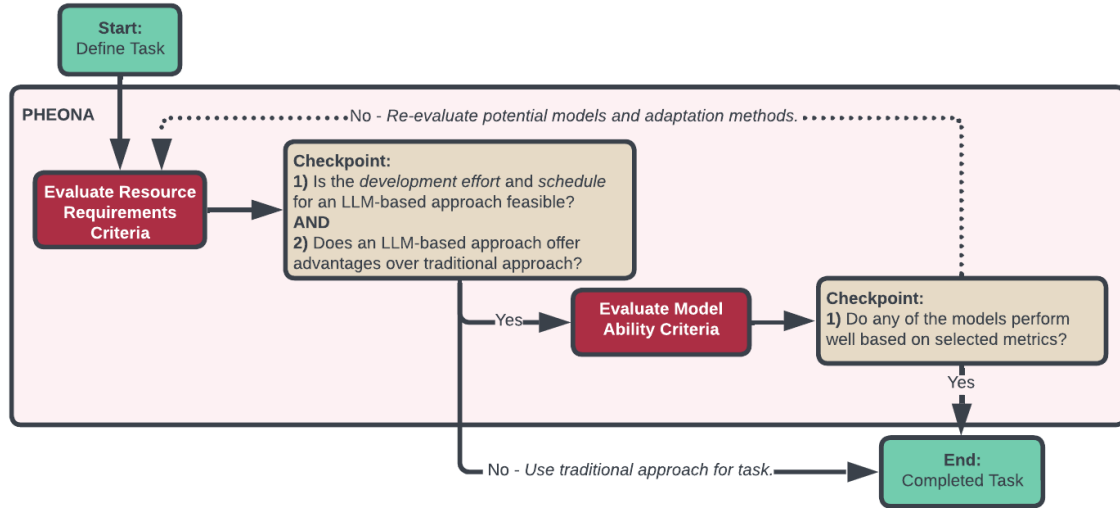 Start:
Define Task
PHEONA
No - Re-evaluate potential models and adaptation methods.
Evaluate Resource
Requirements
Criteria
Checkpoint:
1) Is the development effort and schedule
for an LLM-based approach feasible?
AND
2) Does an LLM-based approach offer
advantages over traditional approach?
Yes
Evaluate Model
Ability Criteria
Checkpoint:
1) Do any of the models perform
well based on selected metrics?
Yes
No - Use traditional approach for task.
End:
Completed Task